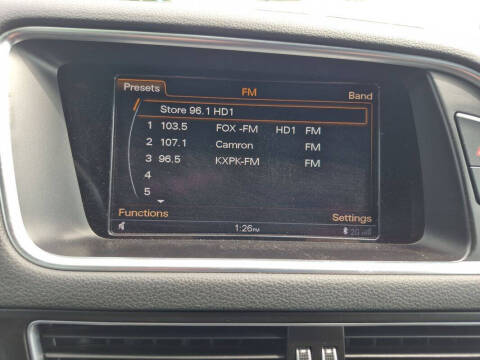 Presets FM Band
Store 96.1 HD1
1 103.5 FOX -FM HD1 FM
2 107.1 Camron FM
3 96.5 KXPK-FM FM
4
5
Functions Settings
1:26PM 2G